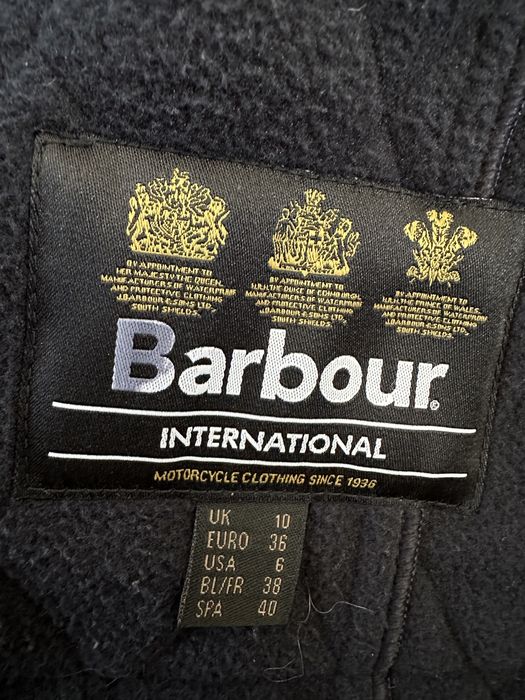 BY APPOINTMENT TO
HER MAJESTY THE QUEEN
MANUFACTURERS OF WATERPROOF
AND PROTECTIVE CLOTHING
J.BARBOUR & SONS LTD.
SOUTH SHIELDS.
BY APPOINTMENT TO
H.R.H. THE DUKE OF EDINBURGH
MANUFACTURERS OF WATERPROOF
AND PROTECTIVE CLOTHING
J.BARBOUR & SONS LTD.
SOUTH SHIELDS.
BY APPOINTMENT TO
H.R.H. THE PRINCE OF WALES.
MANUFACTURERS OF WATERPROOF
AND PROTECTIVE CLOTHING
J.BARBOUR & SONS LTD.
SOUTH SHIELDS.
Barbour®
INTERNATIONAL
MOTORCYCLE CLOTHING SINCE 1936
UK 10
EURO 36
USA 6
BL/FR 38
SPA 40